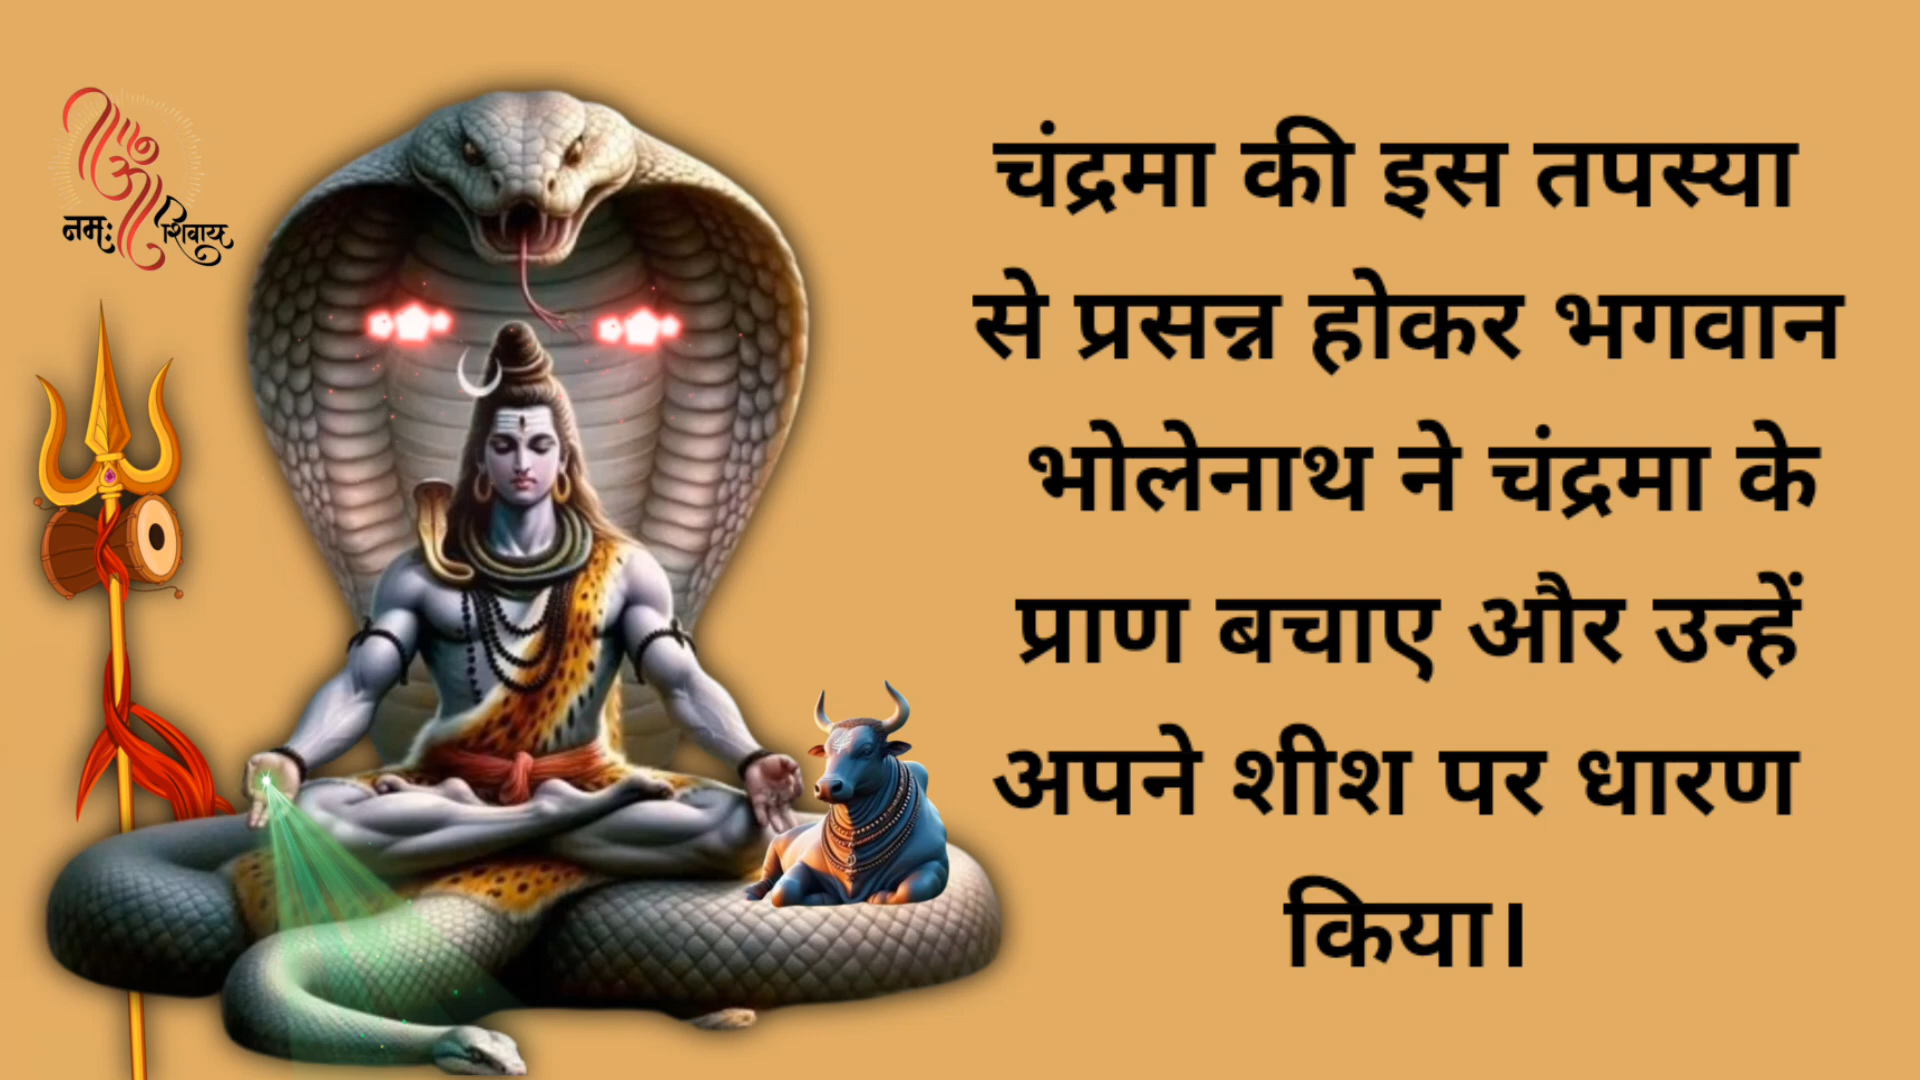 ॐ
नमः शिवाय
चंद्रमा की इस तपस्या
से प्रसन्न होकर भगवान
भोलेनाथ ने चंद्रमा के
प्राण बचाए और उन्हें
अपने शीश पर धारण
किया।